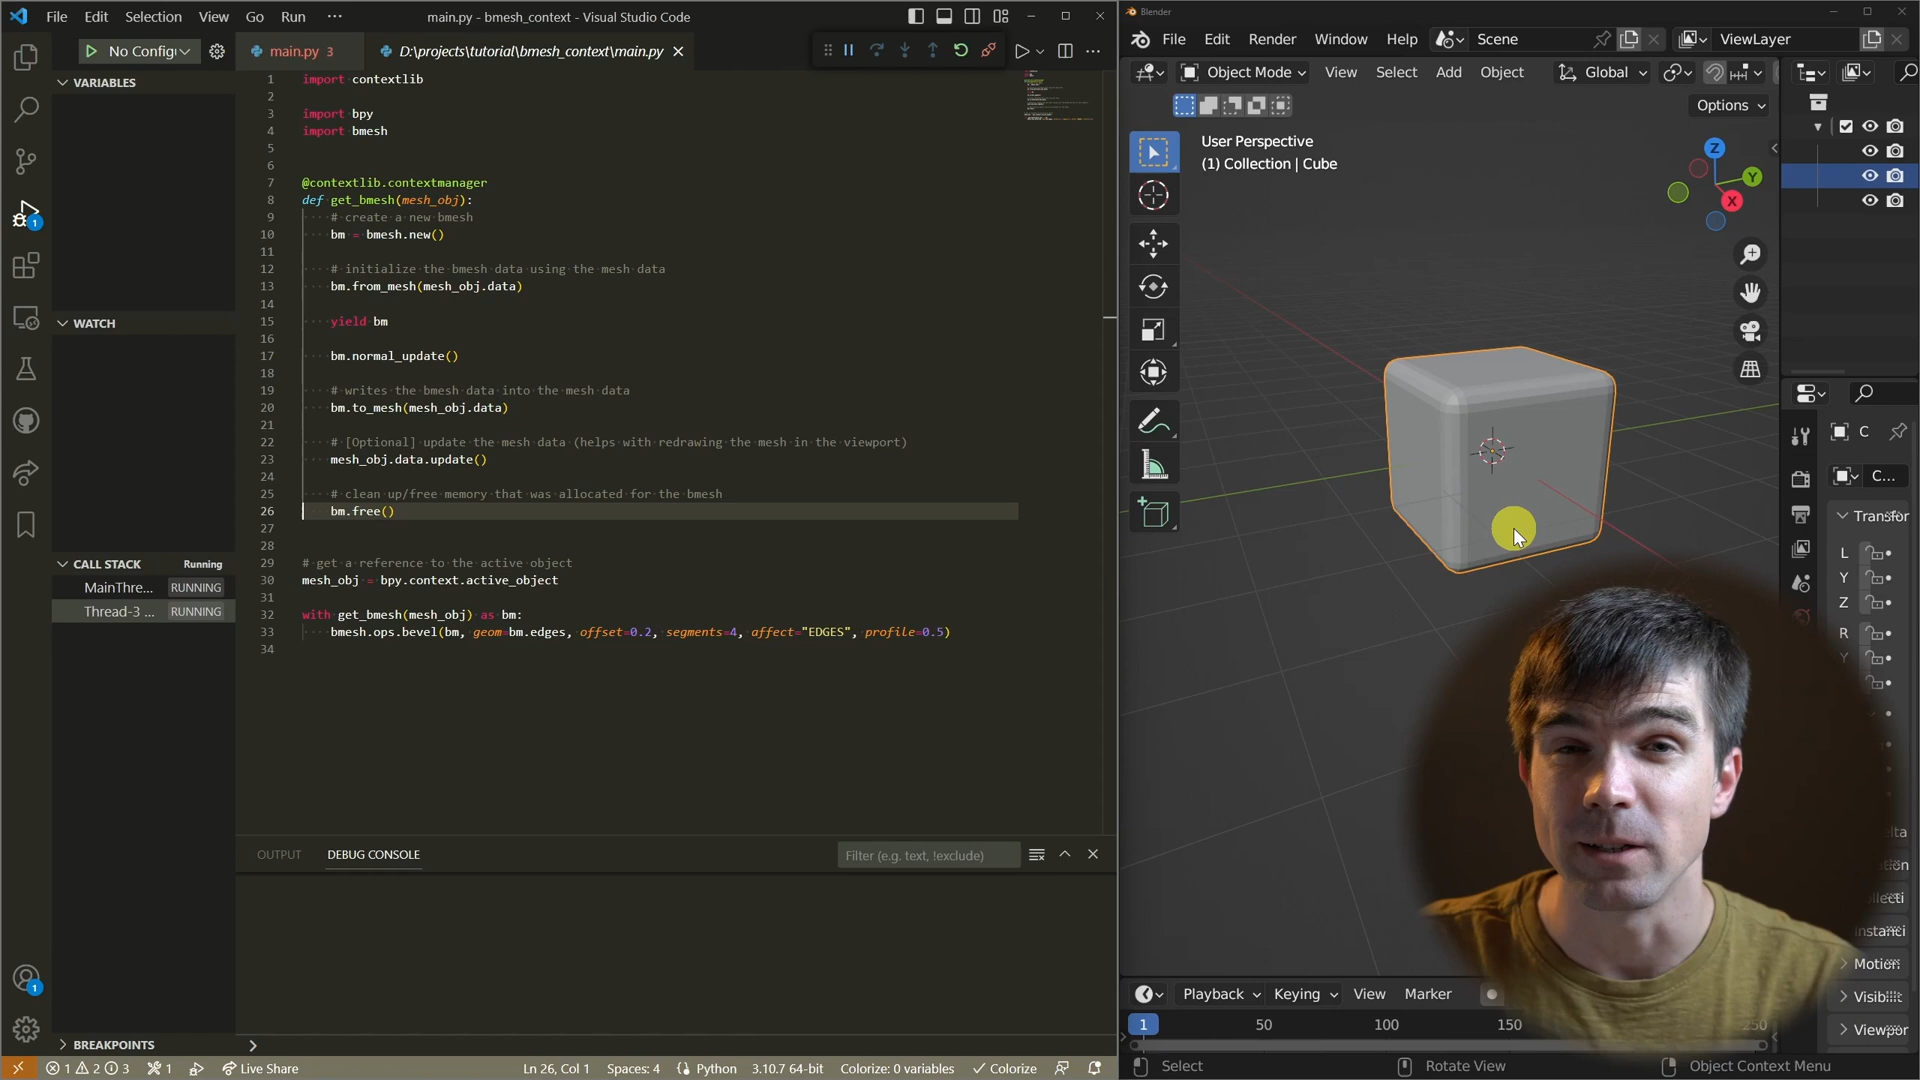 File Edit Selection View Go Run ··· main.py - bmesh_context - Visual Studio Code
No Config
main.py 3
D:\projects\tutorial\bmesh_context\main.py
VARIABLES
WATCH
CALL STACK Running
MainThre... RUNNING
Thread-3 ... RUNNING
BREAKPOINTS
1 import contextlib
2
3 import bpy
4 import bmesh
5
6
7 @contextlib.contextmanager
8 def get_bmesh(mesh_obj):
9 # create a new bmesh
10 bm = bmesh.new()
11
12 # initialize the bmesh data using the mesh data
13 bm.from_mesh(mesh_obj.data)
14
15 yield bm
16
17 bm.normal_update()
18
19 # writes the bmesh data into the mesh data
20 bm.to_mesh(mesh_obj.data)
21
22 # [Optional] update the mesh data (helps with redrawing the mesh in the viewport)
23 mesh_obj.data.update()
24
25 # clean up/free memory that was allocated for the bmesh
26 bm.free()
27
28
29 # get a reference to the active object
30 mesh_obj = bpy.context.active_object
31
32 with get_bmesh(mesh_obj) as bm:
33 bmesh.ops.bevel(bm, geom=bm.edges, offset=0.2, segments=4, affect="EDGES", profile=0.5)
34
OUTPUT DEBUG CONSOLE Filter (e.g. text, !exclude)
1 2 3 1 Live Share Ln 26, Col 1 Spaces: 4 Python 3.10.7 64-bit Colorize: 0 variables Colorize
1
1
Blender
File Edit Render Window Help Scene ViewLayer
Object Mode View Select Add Object Global
Options
User Perspective
(1) Collection | Cube
Z
Y
X
C
C...
Transfor
L
Y
Z
R
Y
Motion
Visibilit
Viewpor
Playback Keying View Marker
1 50 100 150 250
Select Rotate View Object Context Menu